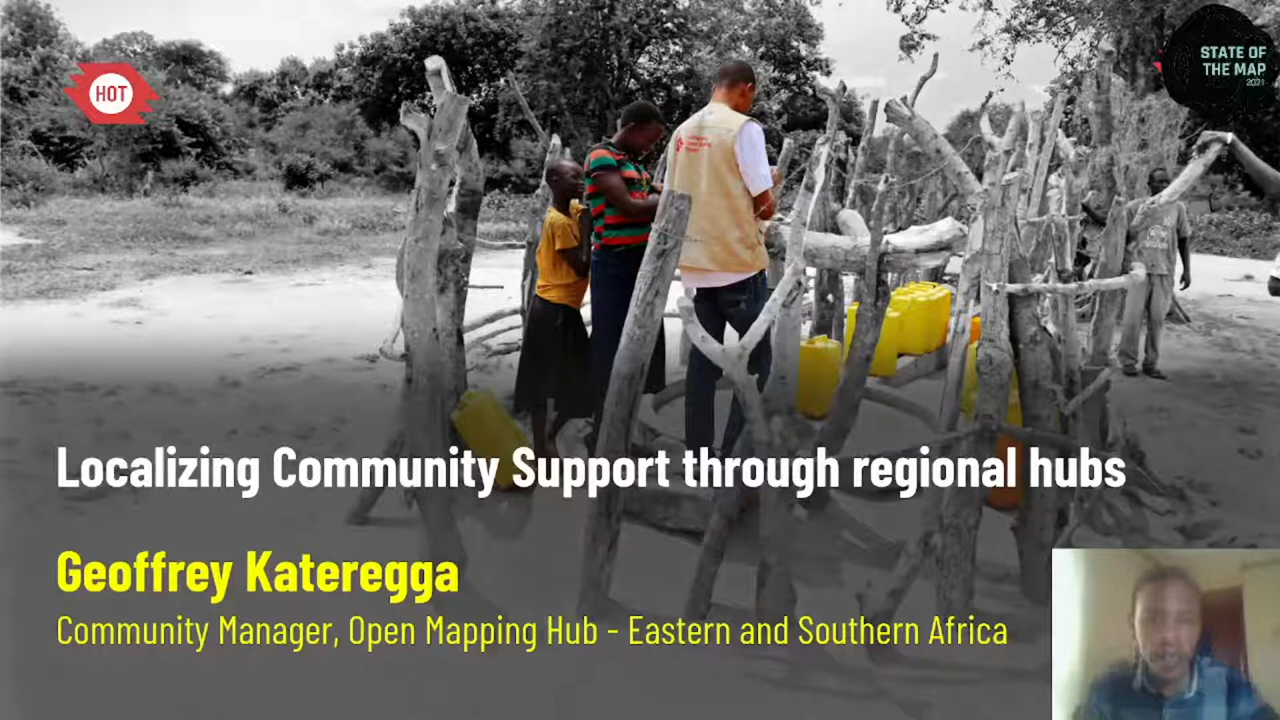 HOT
STATE OF
THE MAP
2021
Localizing Community Support through regional hubs
Geoffrey Kateregga
Community Manager, Open Mapping Hub - Eastern and Southern Africa